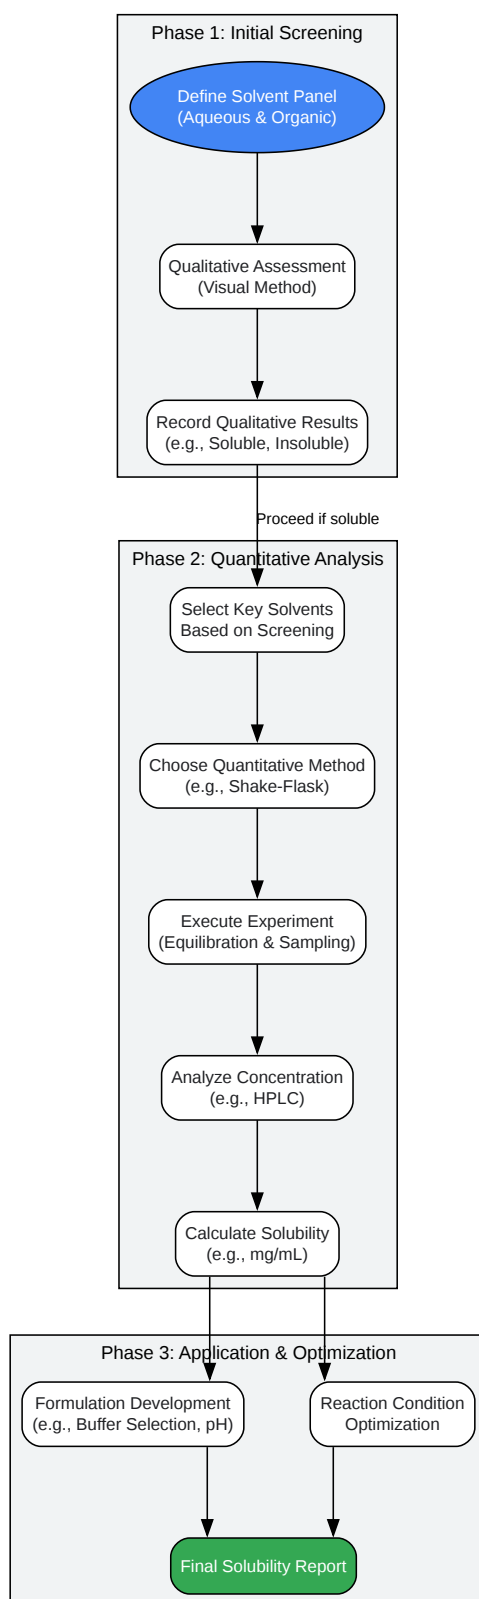 Phase 1: Initial Screening
Define Solvent Panel
(Aqueous & Organic)
Qualitative Assessment
(Visual Method)
Record Qualitative Results
(e.g., Soluble, Insoluble)
Proceed if soluble
Phase 2: Quantitative Analysis
Select Key Solvents
Based on Screening
Choose Quantitative Method
(e.g., Shake-Flask)
Execute Experiment
(Equilibration & Sampling)
Analyze Concentration
(e.g., HPLC)
Calculate Solubility
(e.g., mg/mL)
Phase 3: Application & Optimization
Formulation Development
(e.g., Buffer Selection, pH)
Reaction Condition
Optimization
Final Solubility Report